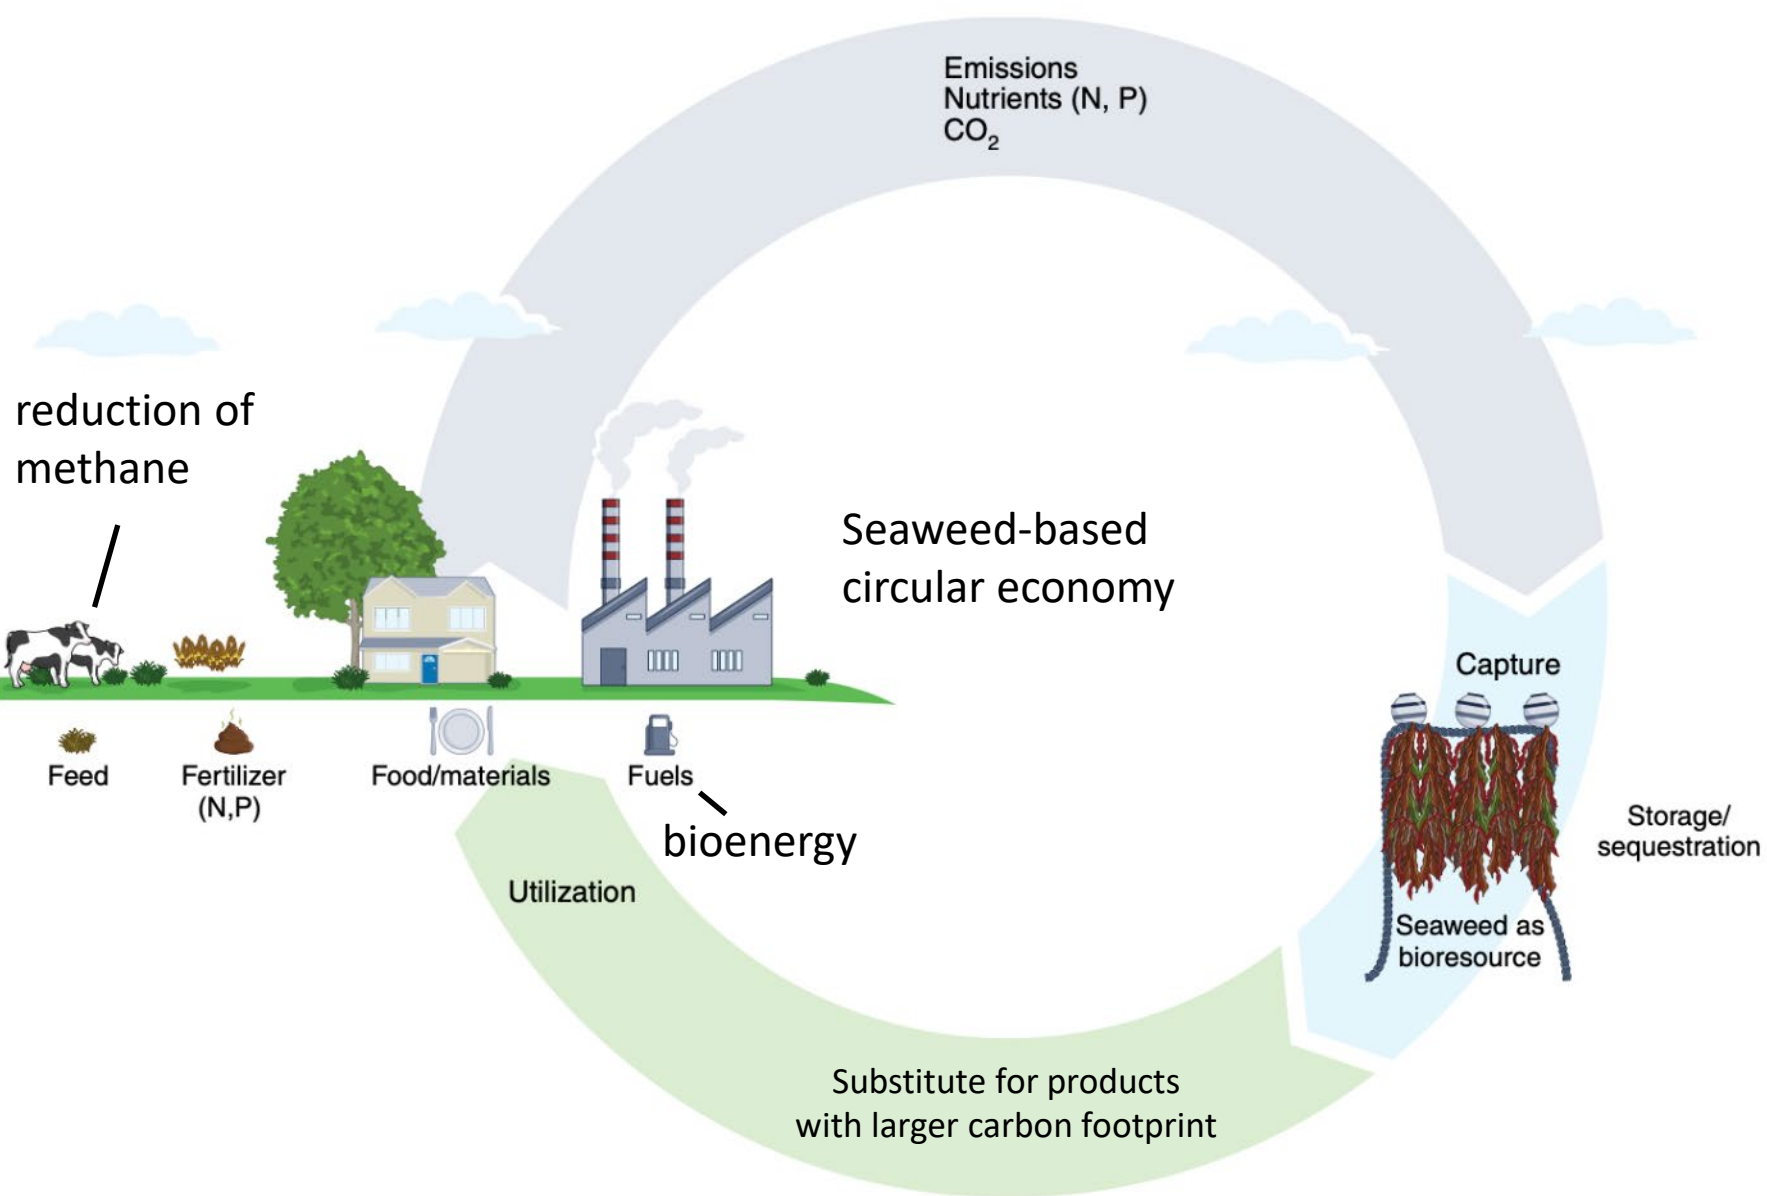 Emissions
Nutrients (N, P)
CO₂
reduction of
methane
Seaweed-based
circular economy
Capture
Feed
Fertilizer
(N,P)
Food/materials
Fuels
bioenergy
Storage/
sequestration
Utilization
Seaweed as
bioresource
Substitute for products
with larger carbon footprint